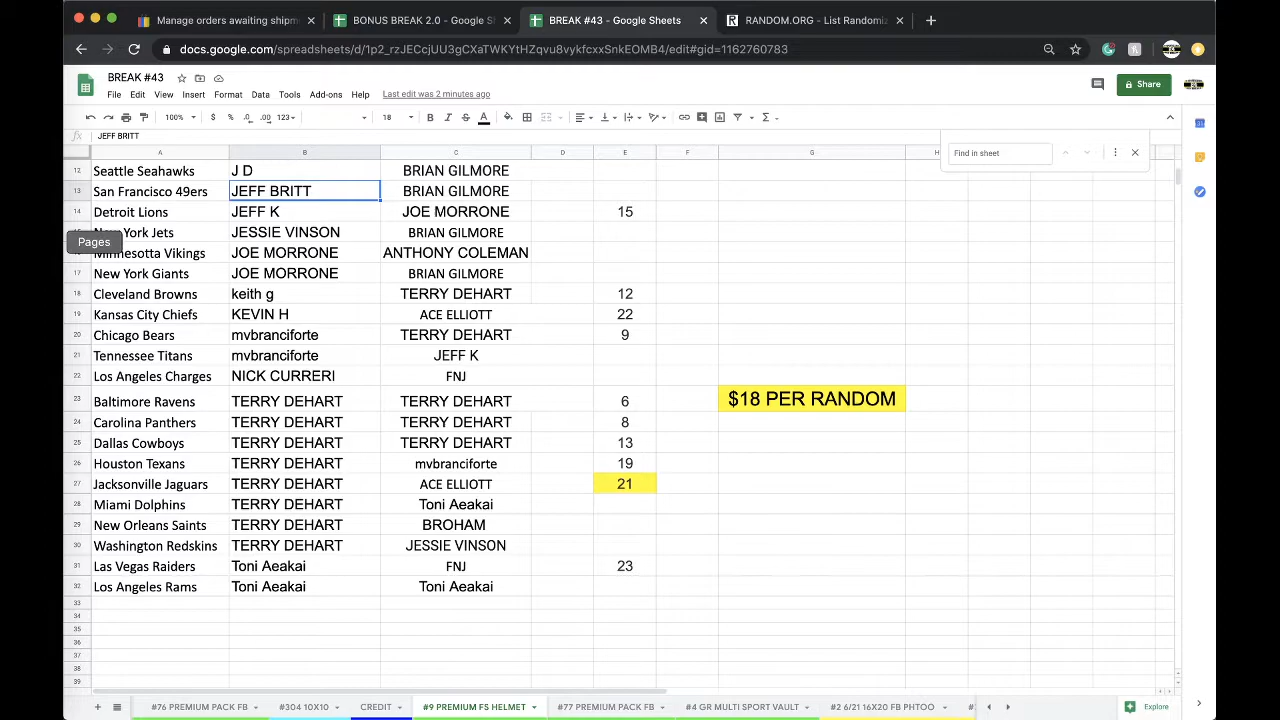 Manage orders awaiting shipm
BONUS BREAK 2.0 - Google S
BREAK #43 - Google Sheets
RANDOM.ORG - List Randomiz
docs.google.com/spreadsheets/d/1p2_rzJECcjUU3gCXaTWKYtHZqvu8vykfcxxSnkEOMB4/edit#gid=1162760783
BREAK #43
File Edit View Insert Format Data Tools Add-ons Help Last edit was 2 minutes ago
Share
100% $ % .0 .00 123 18 B I S A
fx JEFF BRITT
Find in sheet
A B C D E F G H
12 Seattle Seahawks J D BRIAN GILMORE
13 San Francisco 49ers JEFF BRITT BRIAN GILMORE
14 Detroit Lions JEFF K JOE MORRONE 15
York Jets JESSIE VINSON BRIAN GILMORE
Pages
Minnesotta Vikings JOE MORRONE ANTHONY COLEMAN
17 New York Giants JOE MORRONE BRIAN GILMORE
18 Cleveland Browns keith g TERRY DEHART 12
19 Kansas City Chiefs KEVIN H ACE ELLIOTT 22
20 Chicago Bears mvbranciforte TERRY DEHART 9
21 Tennessee Titans mvbranciforte JEFF K
22 Los Angeles Charges NICK CURRERI FNJ
23 Baltimore Ravens TERRY DEHART TERRY DEHART 6 $18 PER RANDOM
24 Carolina Panthers TERRY DEHART TERRY DEHART 8
25 Dallas Cowboys TERRY DEHART TERRY DEHART 13
26 Houston Texans TERRY DEHART mvbranciforte 19
27 Jacksonville Jaguars TERRY DEHART ACE ELLIOTT 21
28 Miami Dolphins TERRY DEHART Toni Aeakai
29 New Orleans Saints TERRY DEHART BROHAM
30 Washington Redskins TERRY DEHART JESSIE VINSON
31 Las Vegas Raiders Toni Aeakai FNJ 23
32 Los Angeles Rams Toni Aeakai Toni Aeakai
33
34
35
36
37
38
39
#76 PREMIUM PACK FB #304 10X10 CREDIT #9 PREMIUM FS HELMET #77 PREMIUM PACK FB #4 GR MULTI SPORT VAULT #2 6/21 16X20 FB PHTOO Explore